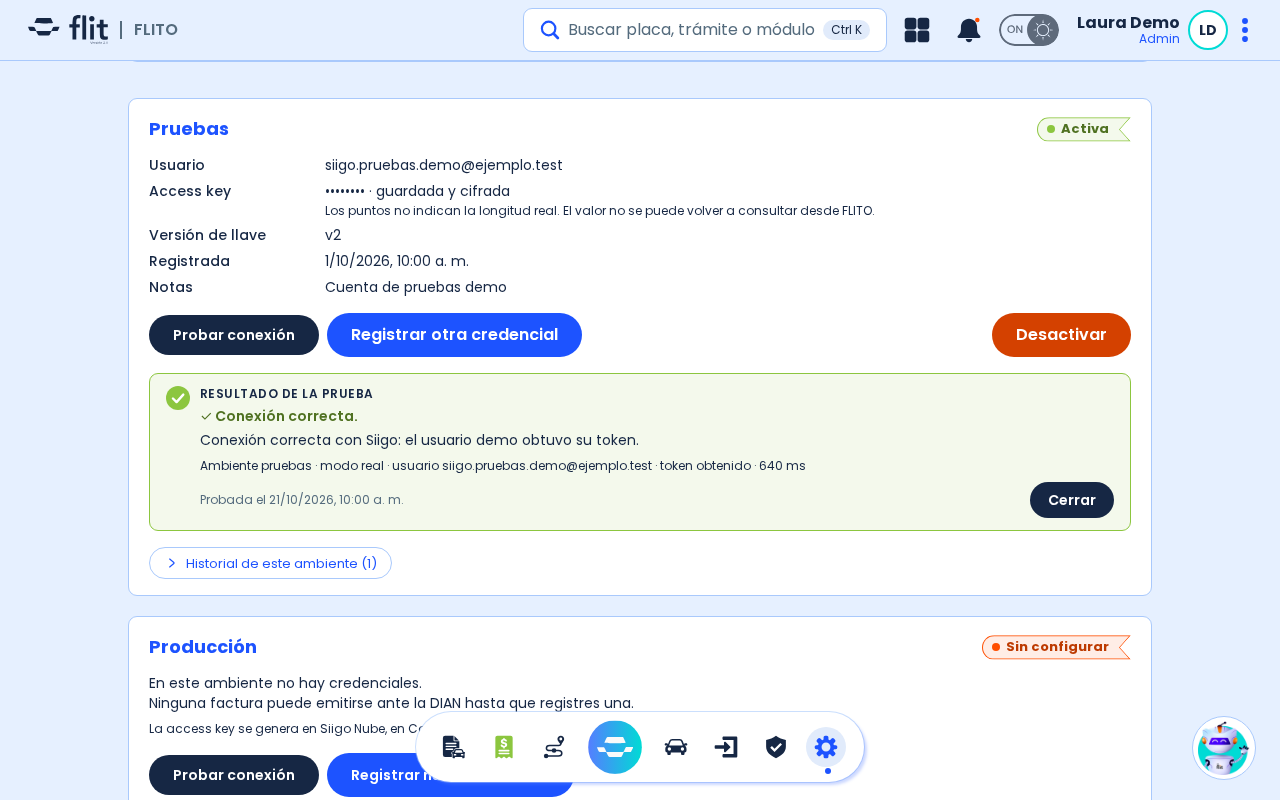 flit | FLITO
Buscar placa, trámite o módulo Ctrl K
ON
Laura Demo
Admin
LD
Pruebas
Activa
Usuario siigo.pruebas.demo@ejemplo.test
Access key •••••••• · guardada y cifrada
Los puntos no indican la longitud real. El valor no se puede volver a consultar desde FLITO.
Versión de llave v2
Registrada 1/10/2026, 10:00 a. m.
Notas Cuenta de pruebas demo
Probar conexión Registrar otra credencial Desactivar
RESULTADO DE LA PRUEBA
✓ Conexión correcta.
Conexión correcta con Siigo: el usuario demo obtuvo su token.
Ambiente pruebas · modo real · usuario siigo.pruebas.demo@ejemplo.test · token obtenido · 640 ms
Probada el 21/10/2026, 10:00 a. m. Cerrar
Historial de este ambiente (1)
Producción
Sin configurar
En este ambiente no hay credenciales.
Ninguna factura puede emitirse ante la DIAN hasta que registres una.
La access key se genera en Siigo Nube, en
Probar conexión Registrar